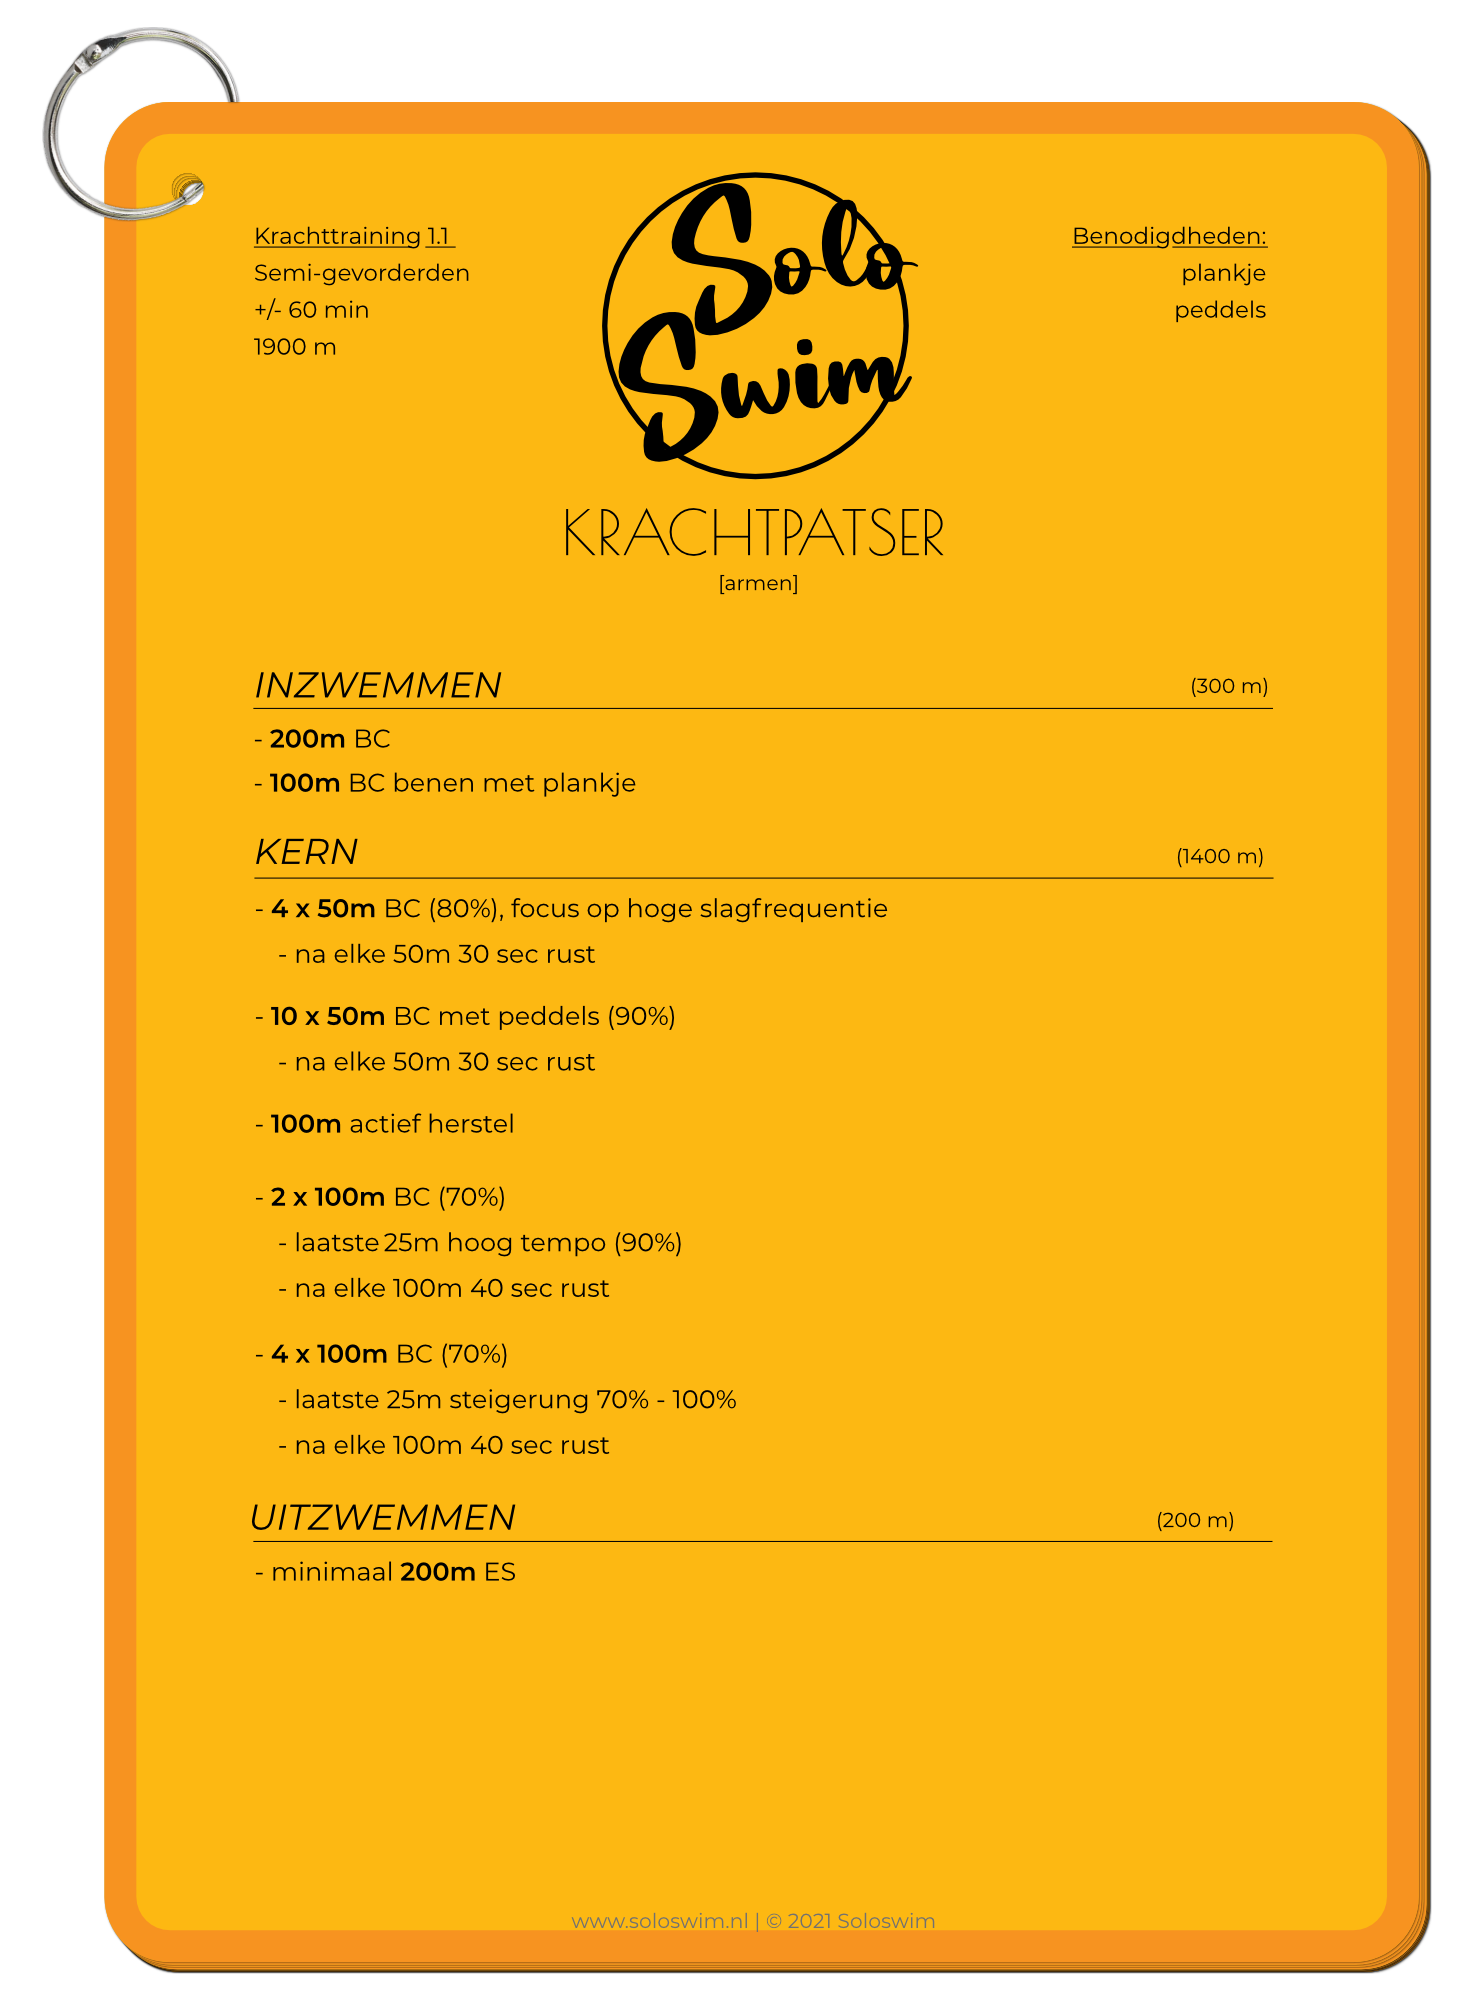 Krachttraining 1.1
Semi-gevorderden
+/- 60 min
1900 m
Solo
Swim
Benodigdheden:
plankje
peddels
KRACHTPATSER
[armen]
INZWEMMEN (300 m)
- 200m BC
- 100m BC benen met plankje
KERN (1400 m)
- 4 x 50m BC (80%), focus op hoge slagfrequentie
- na elke 50m 30 sec rust
- 10 x 50m BC met peddels (90%)
- na elke 50m 30 sec rust
- 100m actief herstel
- 2 x 100m BC (70%)
- laatste 25m hoog tempo (90%)
- na elke 100m 40 sec rust
- 4 x 100m BC (70%)
- laatste 25m steigerung 70% - 100%
- na elke 100m 40 sec rust
UITZWEMMEN (200 m)
- minimaal 200m ES
www.soloswim.nl | © 2021 Soloswim